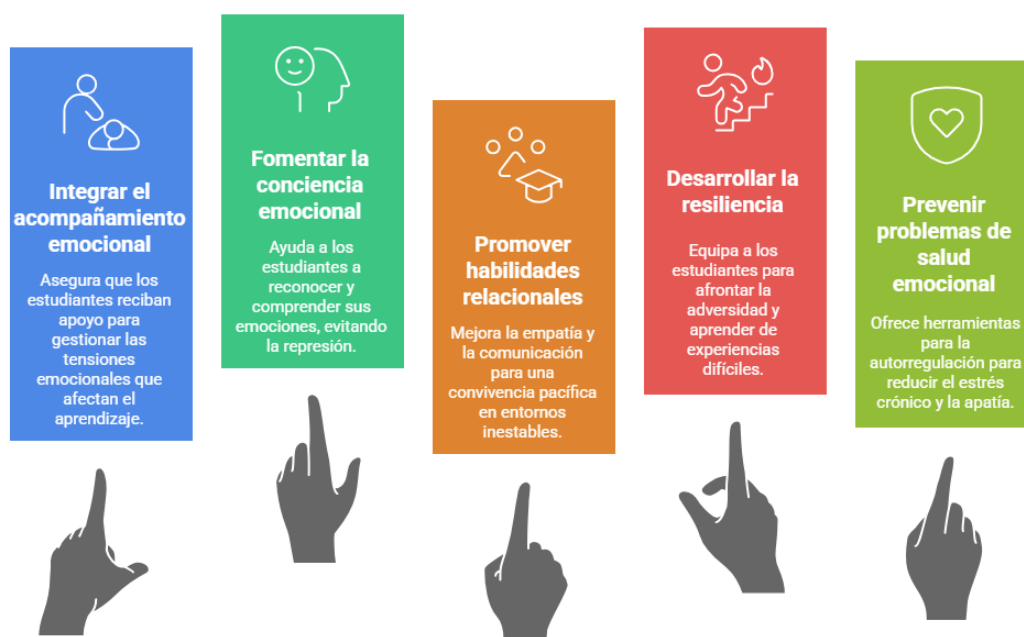 Integrar el
acompañamiento
emocional
Asegura que los
estudiantes reciban
apoyo para
gestionar las
tensiones
emocionales que
afectan el
aprendizaje.
Fomentar la
conciencia
emocional
Ayuda a los
estudiantes a
reconocer y
comprender sus
emociones, evitando
la represión.
Promover
habilidades
relacionales
Mejora la empatía y
la comunicación
para una
convivencia pacífica
en entornos
inestables.
Desarrollar la
resiliencia
Equipa a los
estudiantes para
afrontar la
adversidad y
aprender de
experiencias
difíciles.
Prevenir
problemas de
salud
emocional
Ofrece herramientas
para la
autorregulación para
reducir el estrés
crónico y la apatía.